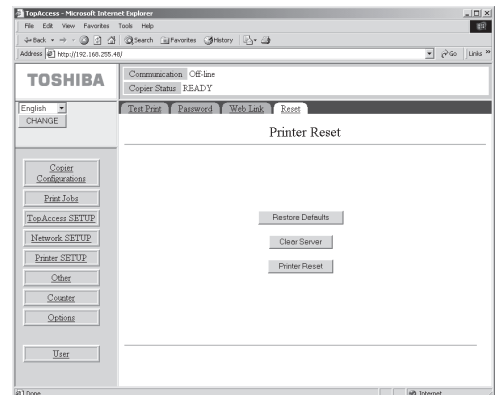 TopAccess - Microsoft Internet Explorer
File Edit View Favorites Tools Help
Back Search Favorites History
Address http://192.168.255.48/ Go Links »
TOSHIBA
Communication Off-line
Copier Status READY
English
CHANGE
Test Print Password Web Link Reset
Printer Reset
Copier Configurations
Print Jobs
TopAccess SETUP
Network SETUP
Printer SETUP
Other
Counter
Options
User
Restore Defaults
Clear Server
Printer Reset
Done Internet